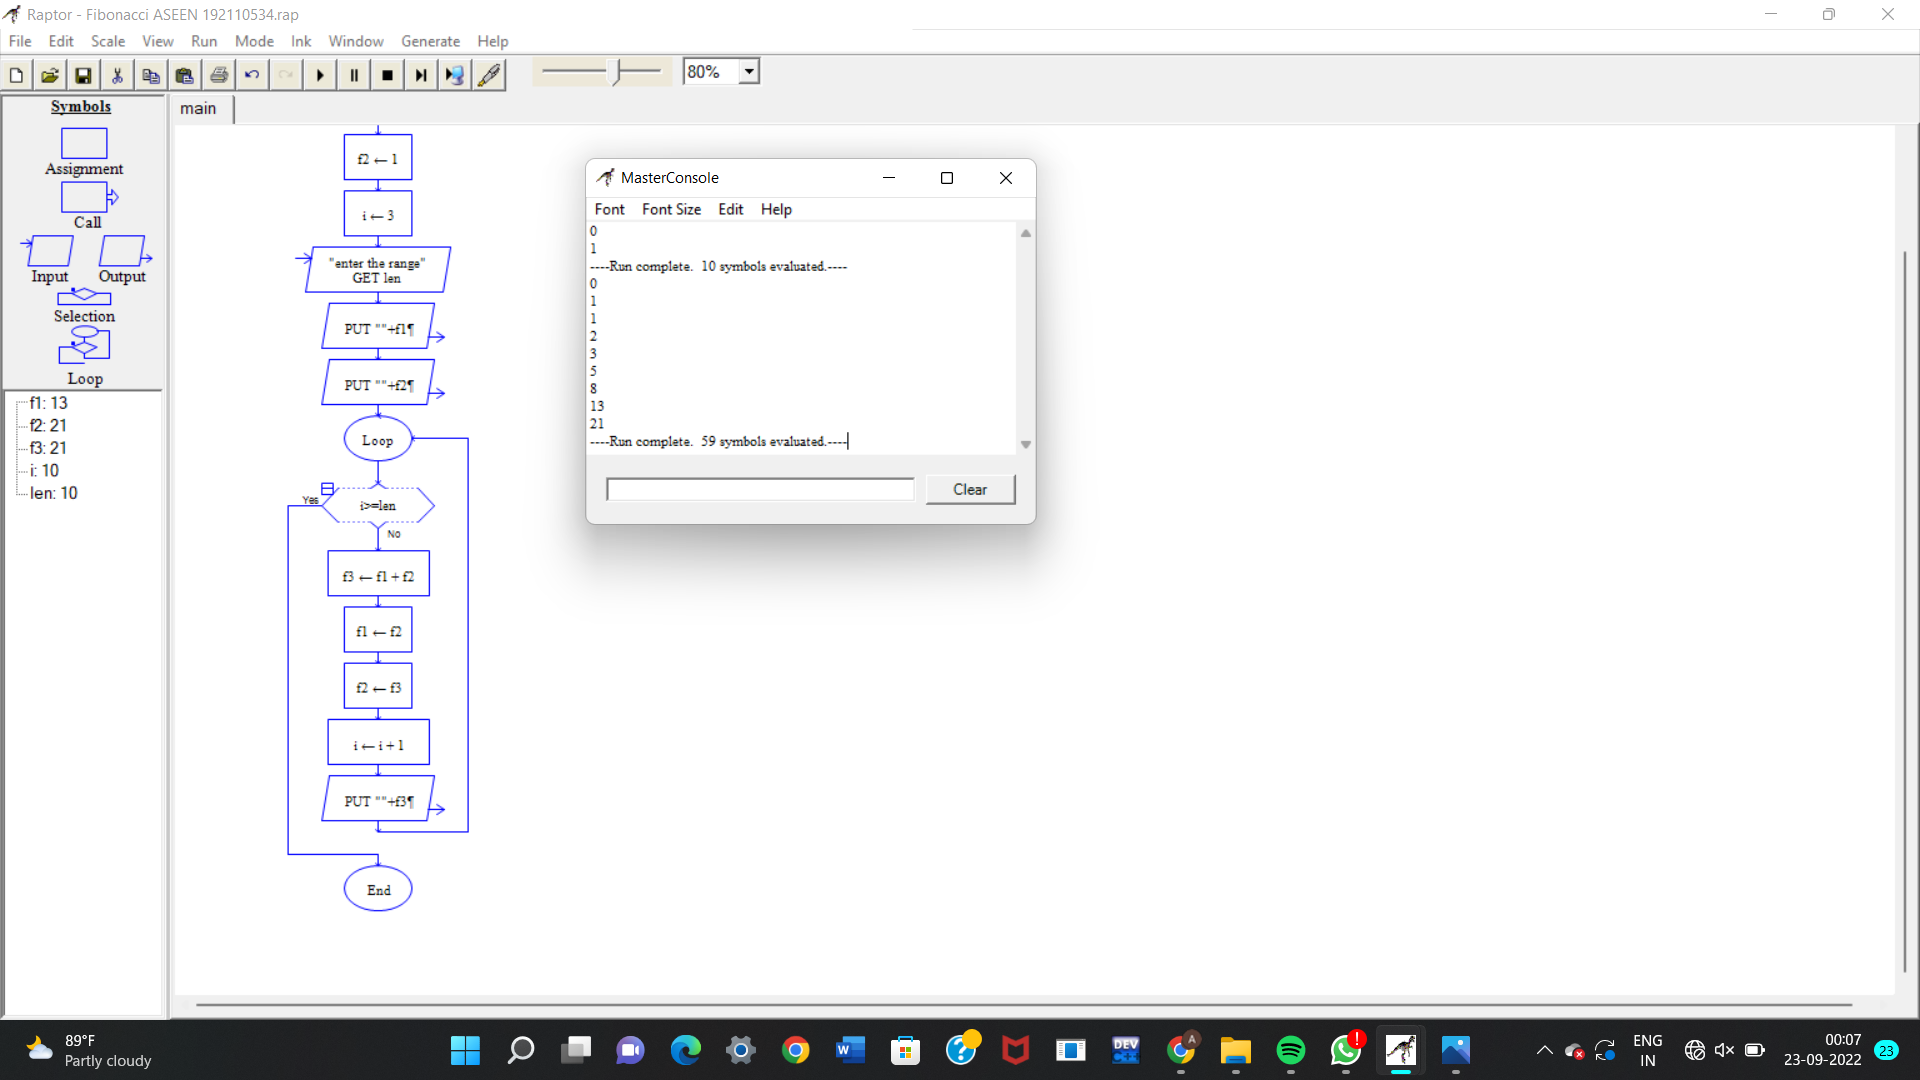 Raptor - Fibonacci ASEEN 192110534.rap
File Edit Scale View Run Mode Ink Window Generate Help
80%
Symbols
Assignment
Call
Input Output
Selection
Loop
f1: 13
f2: 21
f3: 21
i: 10
len: 10
main
f2 ← 1
i ← 3
"enter the range"
GET len
PUT ""+f1¶
PUT ""+f2¶
Loop
Yes
i>=len
No
f3 ← f1 + f2
f1 ← f2
f2 ← f3
i ← i + 1
PUT ""+f3¶
End
MasterConsole
Font Font Size Edit Help
0
1
----Run complete.  10 symbols evaluated.----
0
1
1
2
3
5
8
13
21
----Run complete.  59 symbols evaluated.----
Clear
89°F
Partly cloudy
W
DEV
C++
A
!
ENG
IN
00:07
23-09-2022
23